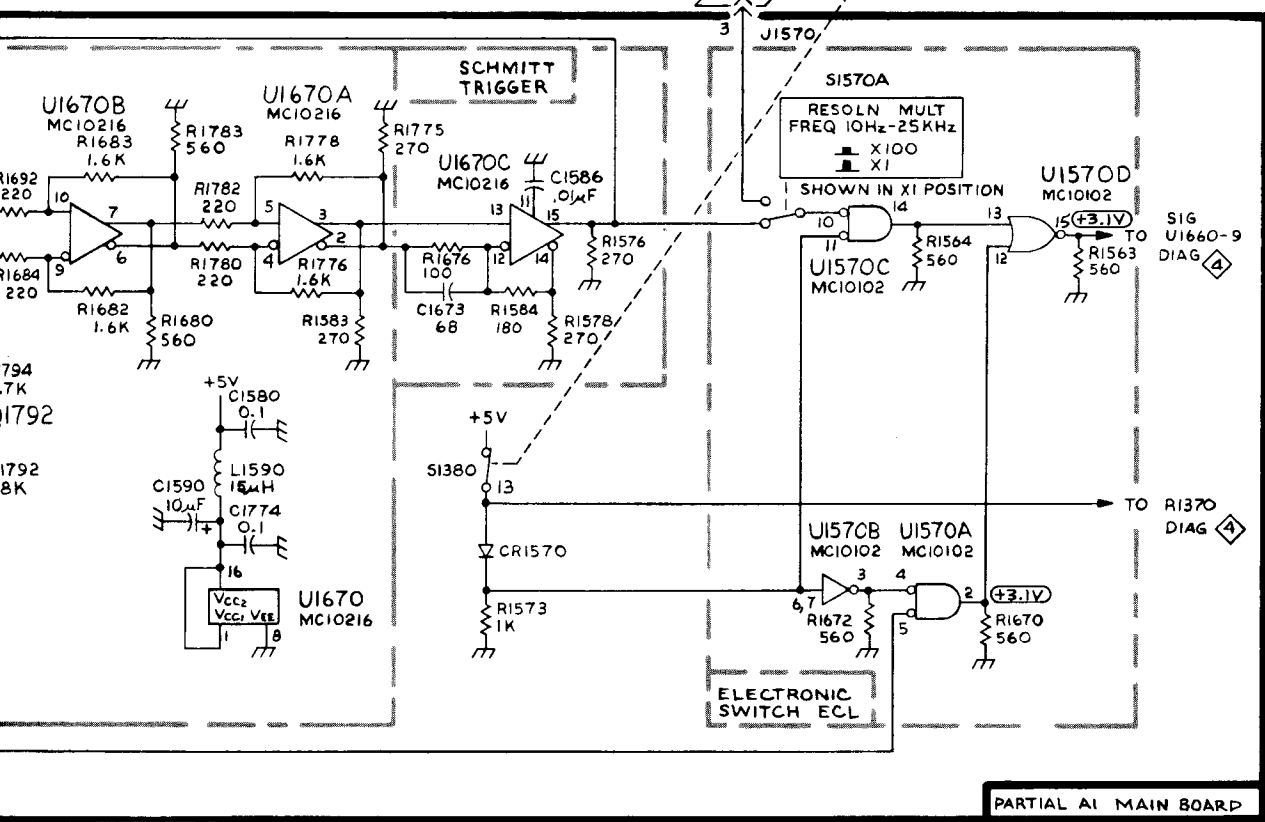 3
J1570
SCHMITT
TRIGGER
S1570A
RESOLN MULT
FREQ 10Hz-25KHz
X100
X1
SHOWN IN X1 POSITION
U1670B
MC10216
R1683
1.6K
R1783
560
U1670A
MC10216
R1778
1.6K
R1775
270
U1670C
MC10216
C1586
.01µF
11
U1570D
MC10102
R1692
220
10
7
R1782
220
5
3
13
15
10
14
13
15
+3.1V
TO
SIG
U1660-9
DIAG 4
9
6
R1684
220
R1780
220
4
2
R1776
1.6K
R1676
100
12
14
R1576
270
11
U1570C
MC10102
R1564
560
12
R1563
560
R1682
1.6K
R1680
560
R1583
270
C1673
68
R1584
180
R1578
270
794
.7K
1792
1792
8K
+5V
C1580
0.1
L1590
15µH
C1590
10µF
+
C1774
0.1
16
VCC2
VCC1 VEE
1
8
U1670
MC10216
+5V
S1380
13
CR1570
R1573
1K
TO R1370
DIAG 4
U1570B
MC10102
U1570A
MC10102
6,7
3
4
2
+3.1V
R1672
560
5
R1670
560
ELECTRONIC
SWITCH ECL
PARTIAL A1 MAIN BOARD